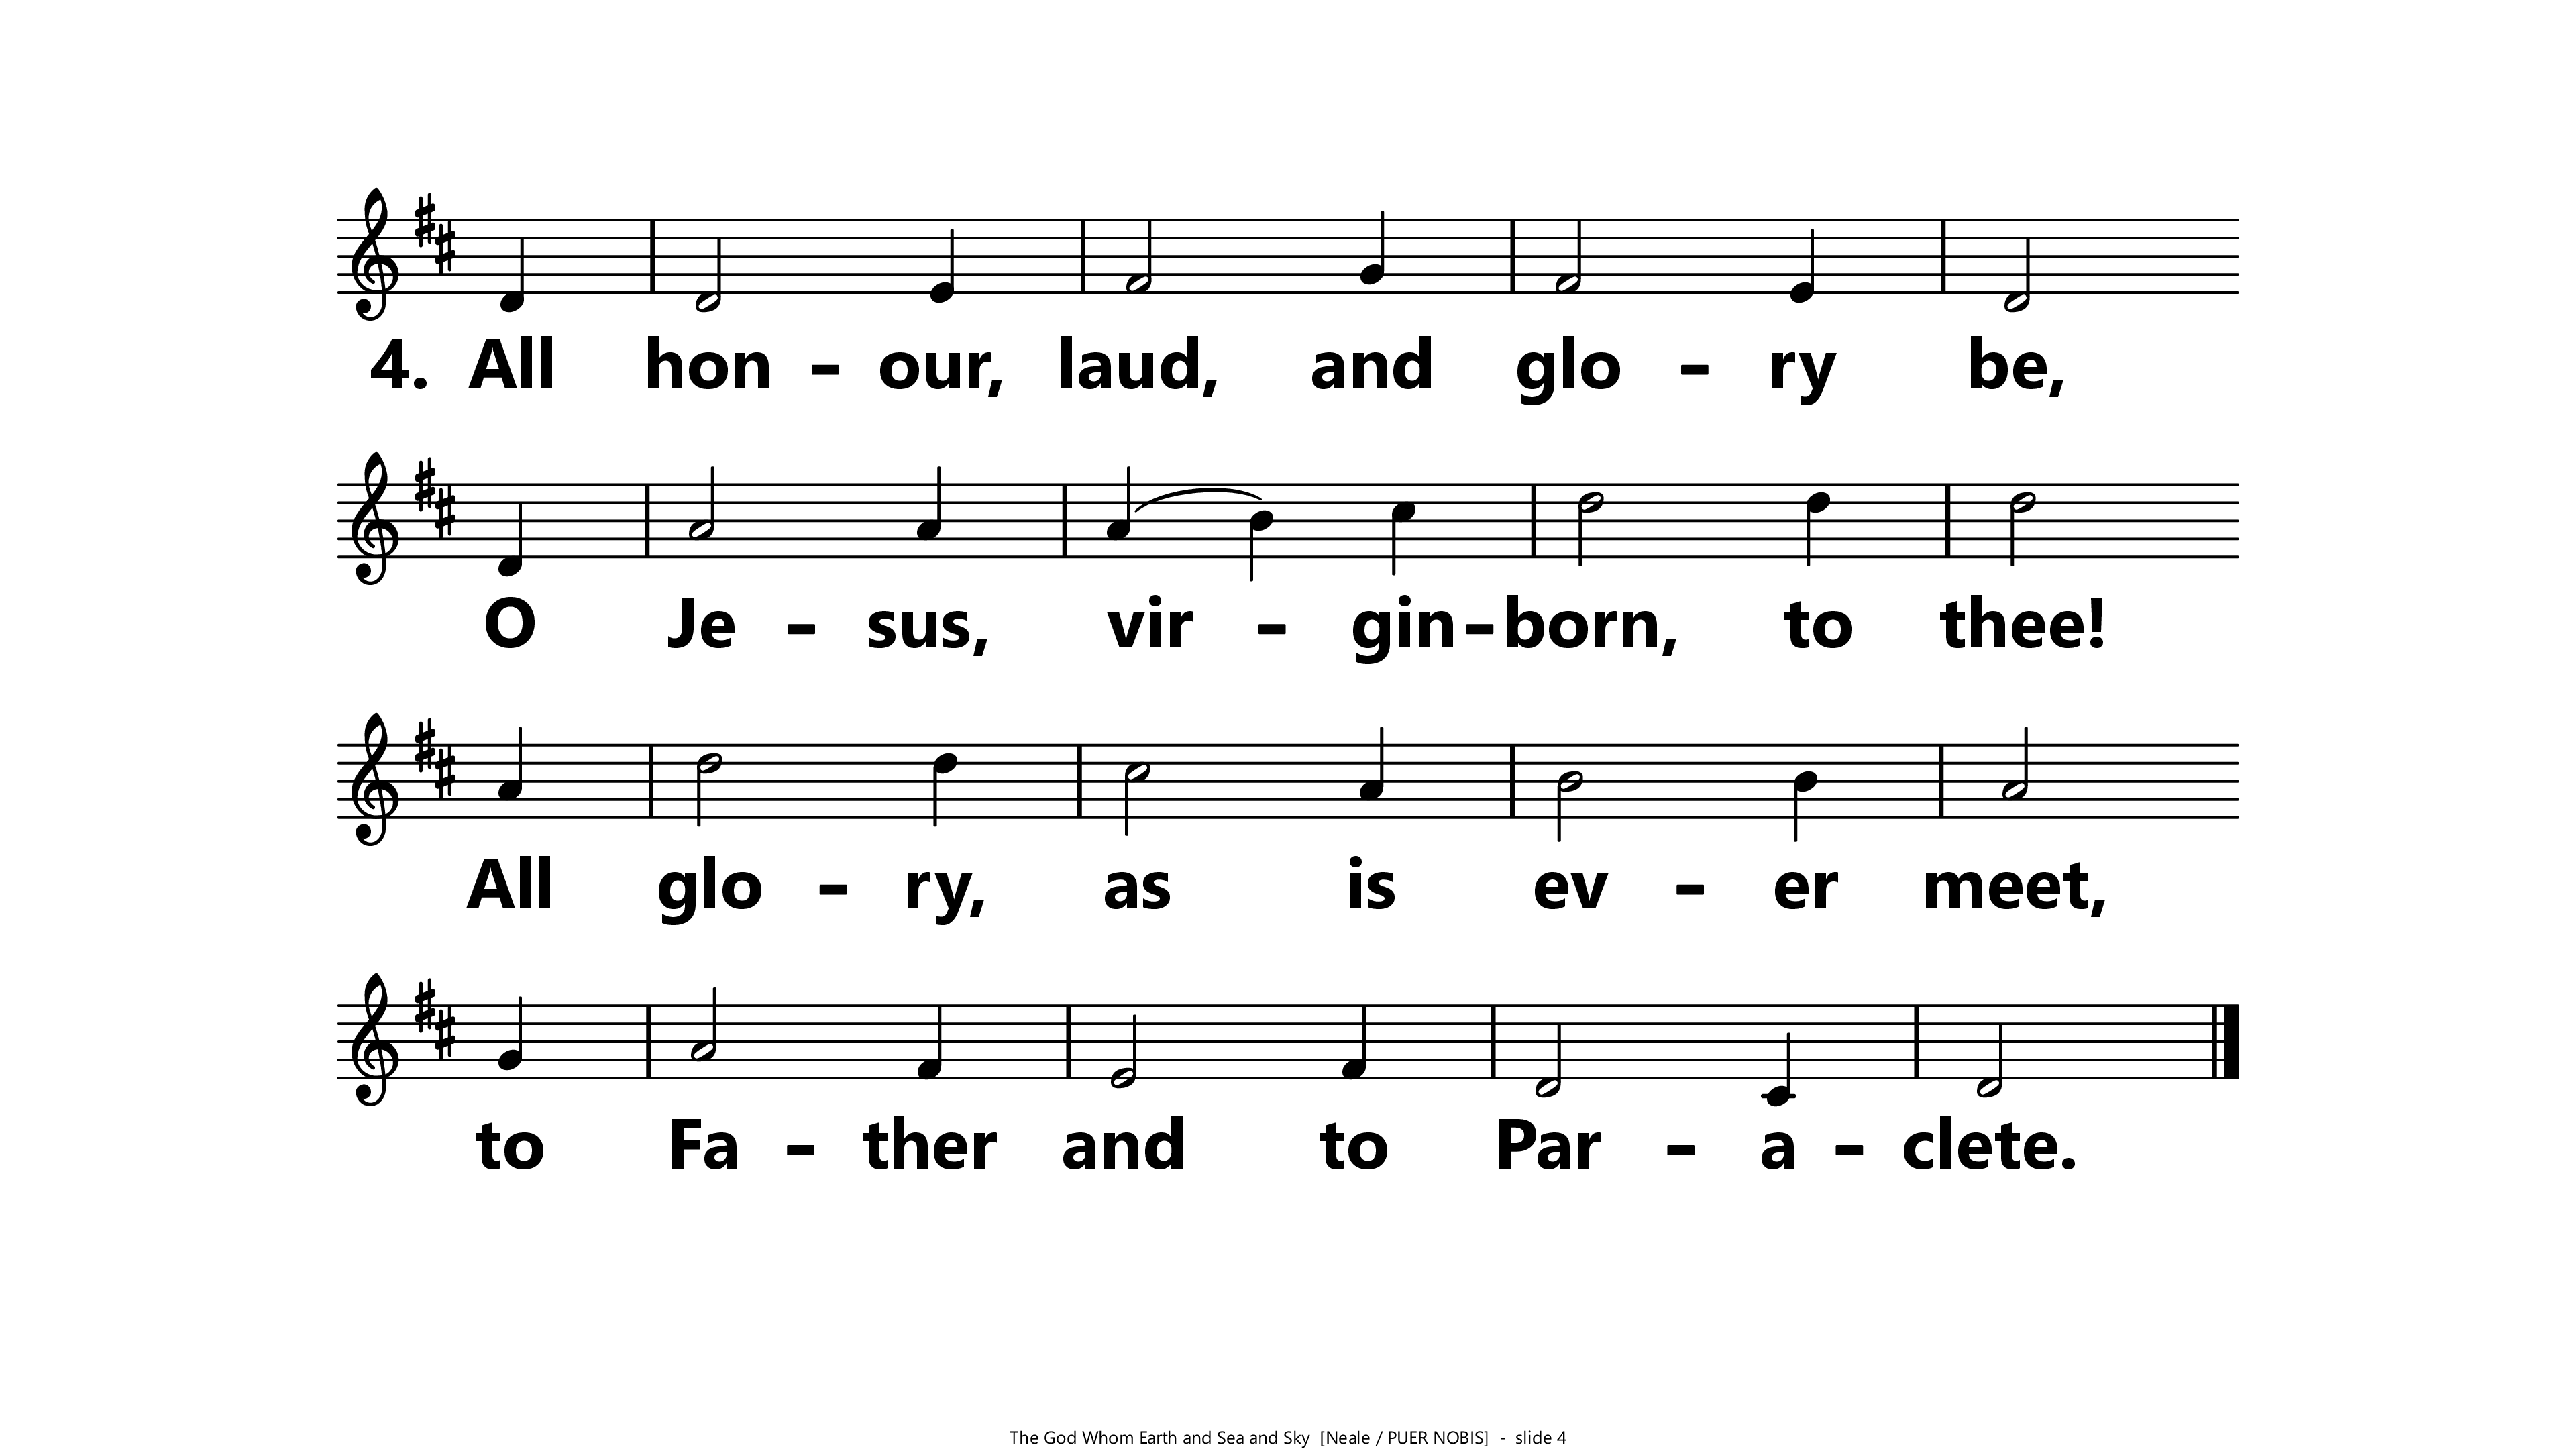 4. All hon - our, laud, and glo - ry be,
O Je - sus, vir - gin - born, to thee!
All glo - ry, as is ev - er meet,
to Fa - ther and to Par - a - clete.
The God Whom Earth and Sea and Sky [Neale / PUER NOBIS] - slide 4